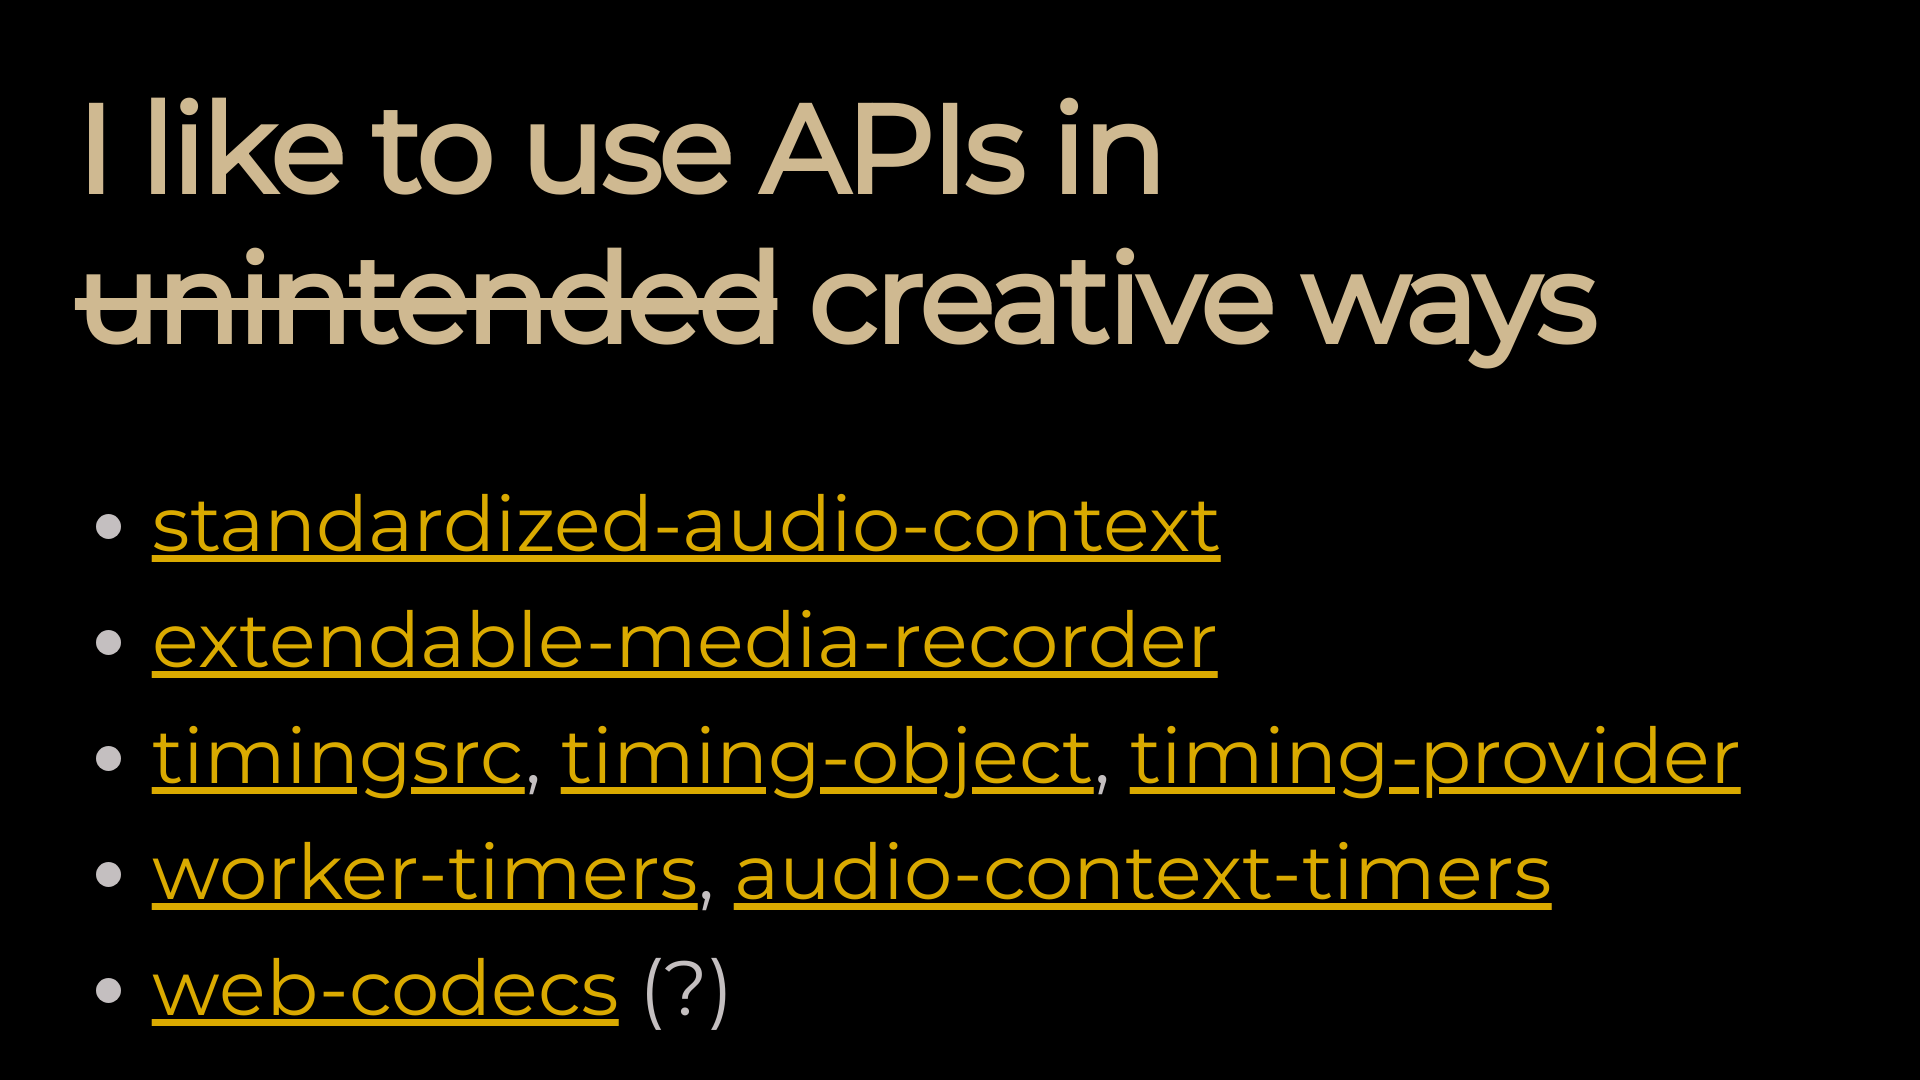 I like to use APIs in
unintended creative ways
• standardized-audio-context
• extendable-media-recorder
• timingsrc, timing-object, timing-provider
• worker-timers, audio-context-timers
• web-codecs (?)